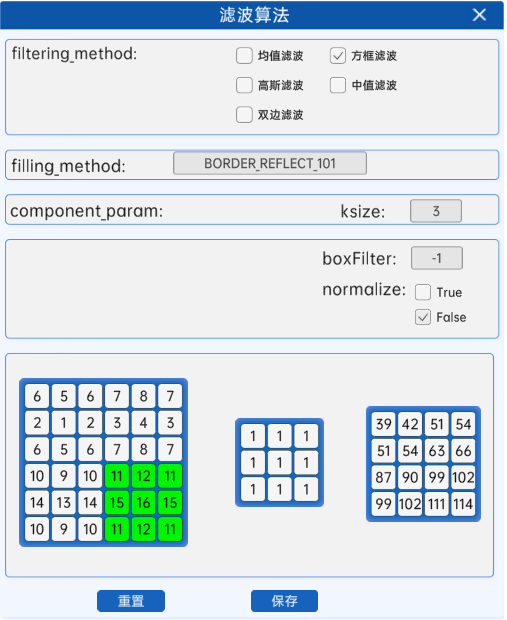 滤波算法
filtering_method:
均值滤波 方框滤波
高斯滤波 中值滤波
双边滤波
filling_method: BORDER_REFLECT_101
component_param: ksize: 3
boxFilter: -1
normalize: True
False
6 5 6 7 8 7
2 1 2 3 4 3
6 5 6 7 8 7
10 9 10 11 12 11
14 13 14 15 16 15
10 9 10 11 12 11
1 1 1
1 1 1
1 1 1
39 42 51 54
51 54 63 66
87 90 99 102
99 102 111 114
重置 保存